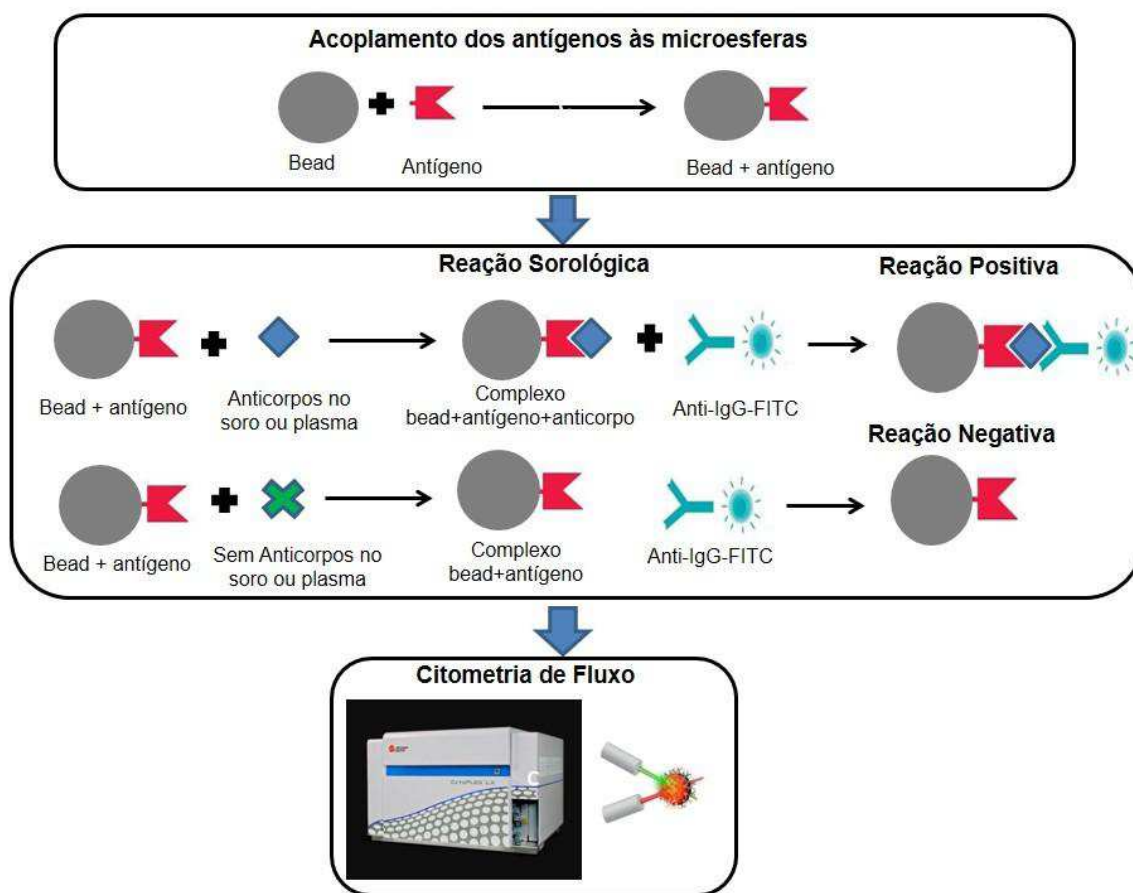 Acoplamento dos antígenos às microesferas
Bead
Antígeno
Bead + antígeno
Reação Sorológica
Reação Positiva
Bead + antígeno
Anticorpos no
soro ou plasma
Complexo
bead+antígeno+anticorpo
Anti-IgG-FITC
Reação Negativa
Bead + antígeno
Sem Anticorpos no
soro ou plasma
Complexo
bead+antígeno
Anti-IgG-FITC
Citometria de Fluxo
C